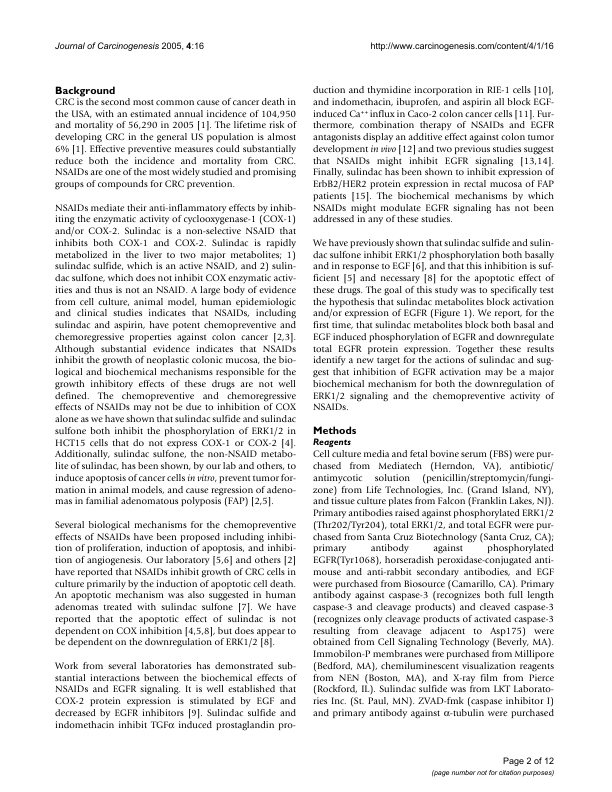 Journal of Carcinogenesis 2005, 4:16
http://www.carcinogenesis.com/content/4/1/16
Background
CRC is the second most common cause of cancer death in
the USA, with an estimated annual incidence of 104,950
and mortality of 56,290 in 2005 [1]. The lifetime risk of
developing CRC in the general US population is almost
6% [1]. Effective preventive measures could substantially
reduce both the incidence and mortality from CRC.
NSAIDs are one of the most widely studied and promising
groups of compounds for CRC prevention.
NSAIDs mediate their anti-inflammatory effects by inhib-
iting the enzymatic activity of cyclooxygenase-1 (COX-1)
and/or COX-2. Sulindac is a non-selective NSAID that
inhibits both COX-1 and COX-2. Sulindac is rapidly
metabolized in the liver to two major metabolites; 1)
sulindac sulfide, which is an active NSAID, and 2) sulin-
dac sulfone, which does not inhibit COX enzymatic activ-
ities and thus is not an NSAID. A large body of evidence
from cell culture, animal model, human epidemiologic
and clinical studies indicates that NSAIDs, including
sulindac and aspirin, have potent chemopreventive and
chemoregressive properties against colon cancer [2,3].
Although substantial evidence indicates that NSAIDs
inhibit the growth of neoplastic colonic mucosa, the bio-
logical and biochemical mechanisms responsible for the
growth inhibitory effects of these drugs are not well
defined. The chemopreventive and chemoregressive
effects of NSAIDs may not be due to inhibition of COX
alone as we have shown that sulindac sulfide and sulindac
sulfone both inhibit the phosphorylation of ERK1/2 in
HCT15 cells that do not express COX-1 or COX-2 [4].
Additionally, sulindac sulfone, the non-NSAID metabo-
lite of sulindac, has been shown, by our lab and others, to
induce apoptosis of cancer cells in vitro, prevent tumor for-
mation in animal models, and cause regression of adeno-
mas in familial adenomatous polyposis (FAP) [2,5].
Several biological mechanisms for the chemopreventive
effects of NSAIDs have been proposed including inhibi-
tion of proliferation, induction of apoptosis, and inhibi-
tion of angiogenesis. Our laboratory [5,6] and others [2]
have reported that NSAIDs inhibit growth of CRC cells in
culture primarily by the induction of apoptotic cell death.
An apoptotic mechanism was also suggested in human
adenomas treated with sulindac sulfone [7]. We have
reported that the apoptotic effect of sulindac is not
dependent on COX inhibition [4,5,8], but does appear to
be dependent on the downregulation of ERK1/2 [8].
Work from several laboratories has demonstrated sub-
stantial interactions between the biochemical effects of
NSAIDs and EGFR signaling. It is well established that
COX-2 protein expression is stimulated by EGF and
decreased by EGFR inhibitors [9]. Sulindac sulfide and
indomethacin inhibit TGFα induced prostaglandin pro-
duction and thymidine incorporation in RIE-1 cells [10],
and indomethacin, ibuprofen, and aspirin all block EGF-
induced Ca++ influx in Caco-2 colon cancer cells [11]. Fur-
thermore, combination therapy of NSAIDs and EGFR
antagonists display an additive effect against colon tumor
development in vivo [12] and two previous studies suggest
that NSAIDs might inhibit EGFR signaling [13,14].
Finally, sulindac has been shown to inhibit expression of
ErbB2/HER2 protein expression in rectal mucosa of FAP
patients [15]. The biochemical mechanisms by which
NSAIDs might modulate EGFR signaling has not been
addressed in any of these studies.
We have previously shown that sulindac sulfide and sulin-
dac sulfone inhibit ERK1/2 phosphorylation both basally
and in response to EGF [6], and that this inhibition is suf-
ficient [5] and necessary [8] for the apoptotic effect of
these drugs. The goal of this study was to specifically test
the hypothesis that sulindac metabolites block activation
and/or expression of EGFR (Figure 1). We report, for the
first time, that sulindac metabolites block both basal and
EGF induced phosphorylation of EGFR and downregulate
total EGFR protein expression. Together these results
identify a new target for the actions of sulindac and sug-
gest that inhibition of EGFR activation may be a major
biochemical mechanism for both the downregulation of
ERK1/2 signaling and the chemopreventive activity of
NSAIDs.
Methods
Reagents
Cell culture media and fetal bovine serum (FBS) were pur-
chased from Mediatech (Herndon, VA), antibiotic/
antimycotic solution (penicillin/streptomycin/fungi-
zone) from Life Technologies, Inc. (Grand Island, NY),
and tissue culture plates from Falcon (Franklin Lakes, NJ).
Primary antibodies raised against phosphorylated ERK1/2
(Thr202/Tyr204), total ERK1/2, and total EGFR were pur-
chased from Santa Cruz Biotechnology (Santa Cruz, CA);
primary antibody against phosphorylated
EGFR(Tyr1068), horseradish peroxidase-conjugated anti-
mouse and anti-rabbit secondary antibodies, and EGF
were purchased from Biosource (Camarillo, CA). Primary
antibody against caspase-3 (recognizes both full length
caspase-3 and cleavage products) and cleaved caspase-3
(recognizes only cleavage products of activated caspase-3
resulting from cleavage adjacent to Asp175) were
obtained from Cell Signaling Technology (Beverly, MA).
Immobilon-P membranes were purchased from Millipore
(Bedford, MA), chemiluminescent visualization reagents
from NEN (Boston, MA), and X-ray film from Pierce
(Rockford, IL). Sulindac sulfide was from LKT Laborato-
ries Inc. (St. Paul, MN). ZVAD-fmk (caspase inhibitor I)
and primary antibody against α-tubulin were purchased
Page 2 of 12
(page number not for citation purposes)